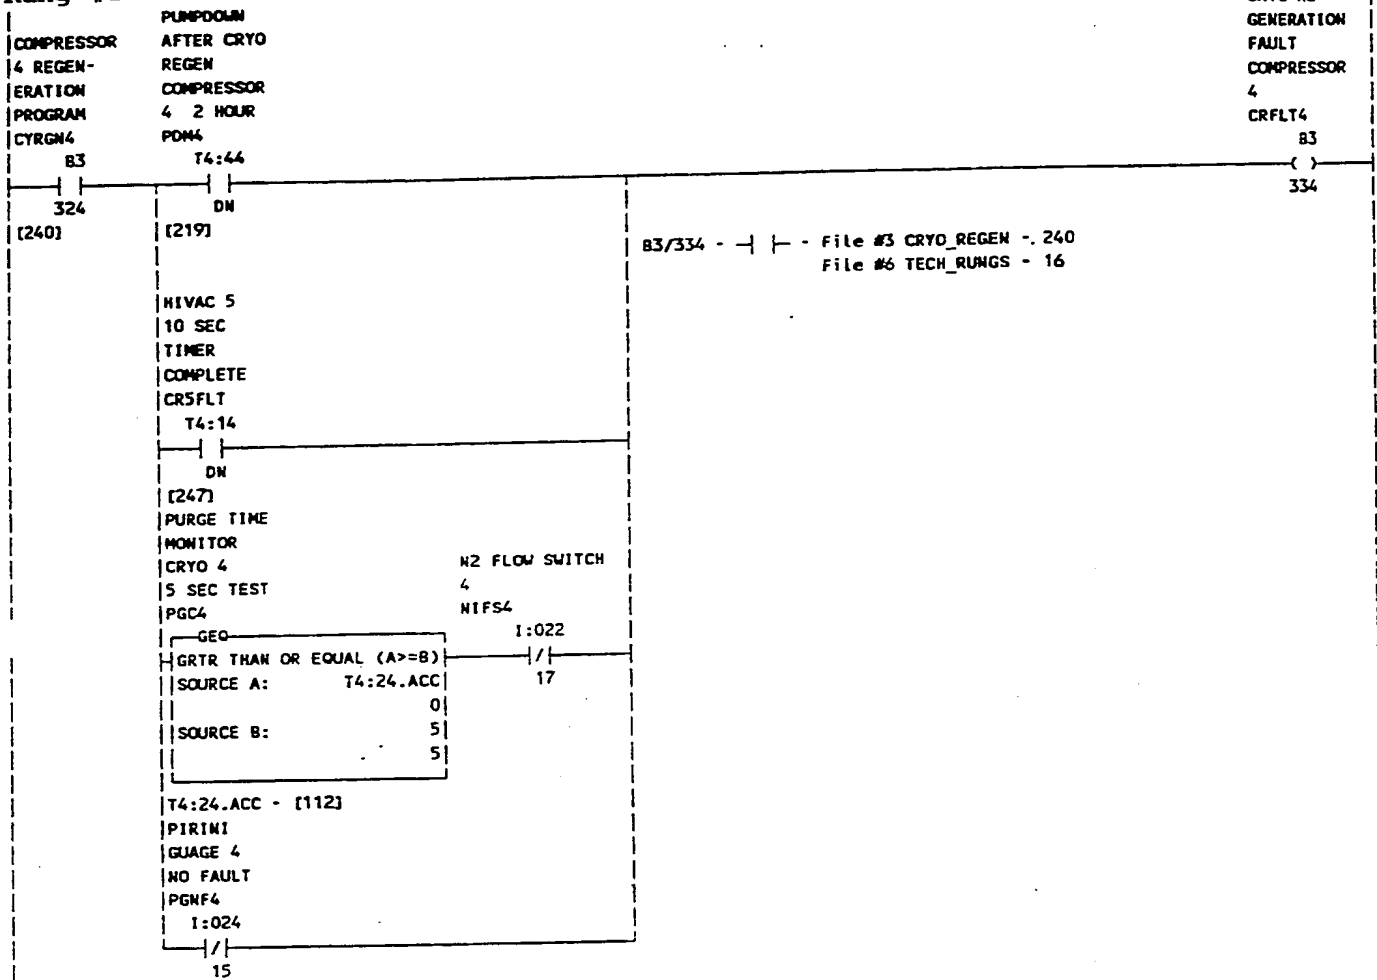 PUMPDOWN
COMPRESSOR AFTER CRYO
4 REGEN- REGEN
ERATION COMPRESSOR
PROGRAM 4 2 HOUR
CYRGN4 PDM4
B3 T4:44
324 DN
[240] [219]
GENERATION
FAULT
COMPRESSOR
4
CRFLT4
B3
( )
334
B3/334 - ⊣ ⊢ - File #3 CRYO_REGEN - 240
File #6 TECH_RUNGS - 16
HIVAC 5
10 SEC
TIMER
COMPLETE
CR5FLT
T4:14
DN
[247]
PURGE TIME
MONITOR
CRYO 4
5 SEC TEST
PGC4
N2 FLOW SWITCH
4
NIFS4
I:022
/
17
GEQ
GRTR THAN OR EQUAL (A>=B)
SOURCE A: T4:24.ACC
0
SOURCE B: 5
5
T4:24.ACC - [112]
PIRINI
GUAGE 4
NO FAULT
PGNF4
I:024
/
15